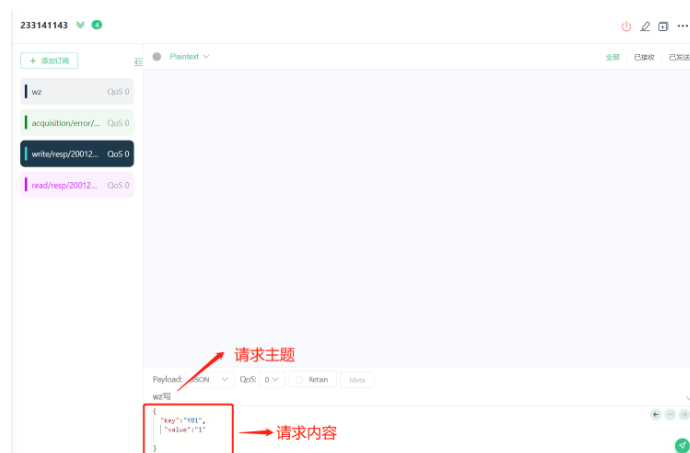 233141143 4
+ 添加订阅
Plaintext
全部 已接收 已发送
wz QoS 0
acquisition/error/... QoS 0
write/resp/20012... QoS 0
read/resp/20012... QoS 0
请求主题
Payload: JSON QoS: 0 Retain Meta
wz写
{
"key":"Y01",
"value":"1"
请求内容
}